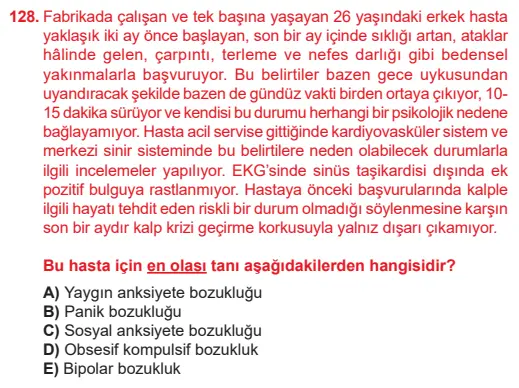 128. Fabrikada çalışan ve tek başına yaşayan 26 yaşındaki erkek hasta
yaklaşık iki ay önce başlayan, son bir ay içinde sıklığı artan, ataklar
hâlinde gelen, çarpıntı, terleme ve nefes darlığı gibi bedensel
yakınmalarla başvuruyor. Bu belirtiler bazen gece uykusundan
uyandıracak şekilde bazen de gündüz vakti birden ortaya çıkıyor, 10-
15 dakika sürüyor ve kendisi bu durumu herhangi bir psikolojik nedene
bağlayamıyor. Hasta acil servise gittiğinde kardiyovasküler sistem ve
merkezi sinir sisteminde bu belirtilere neden olabilecek durumlarla
ilgili incelemeler yapılıyor. EKG'sinde sinüs taşikardisi dışında ek
pozitif bulguya rastlanmıyor. Hastaya önceki başvurularında kalple
ilgili hayatı tehdit eden riskli bir durum olmadığı söylenmesine karşın
son bir aydır kalp krizi geçirme korkusuyla yalnız dışarı çıkamıyor.
Bu hasta için en olası tanı aşağıdakilerden hangisidir?
A) Yaygın anksiyete bozukluğu
B) Panik bozukluğu
C) Sosyal anksiyete bozukluğu
D) Obsesif kompulsif bozukluk
E) Bipolar bozukluk